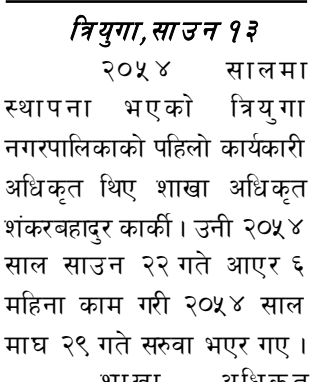 त्रियुगा,साउन १३
२०५४ सालमा
स्थापना भएको त्रियुगा
नगरपालिकाको पहिलो कार्यकारी
अधिकृत थिए शाखा अधिकृत
शंकरबहादुर कार्की । उनी २०५४
साल साउन २२ गते आएर ६
महिना काम गरी २०५४ साल
माघ २९ गते सरुवा भएर गए ।
शाखा अधिकृत